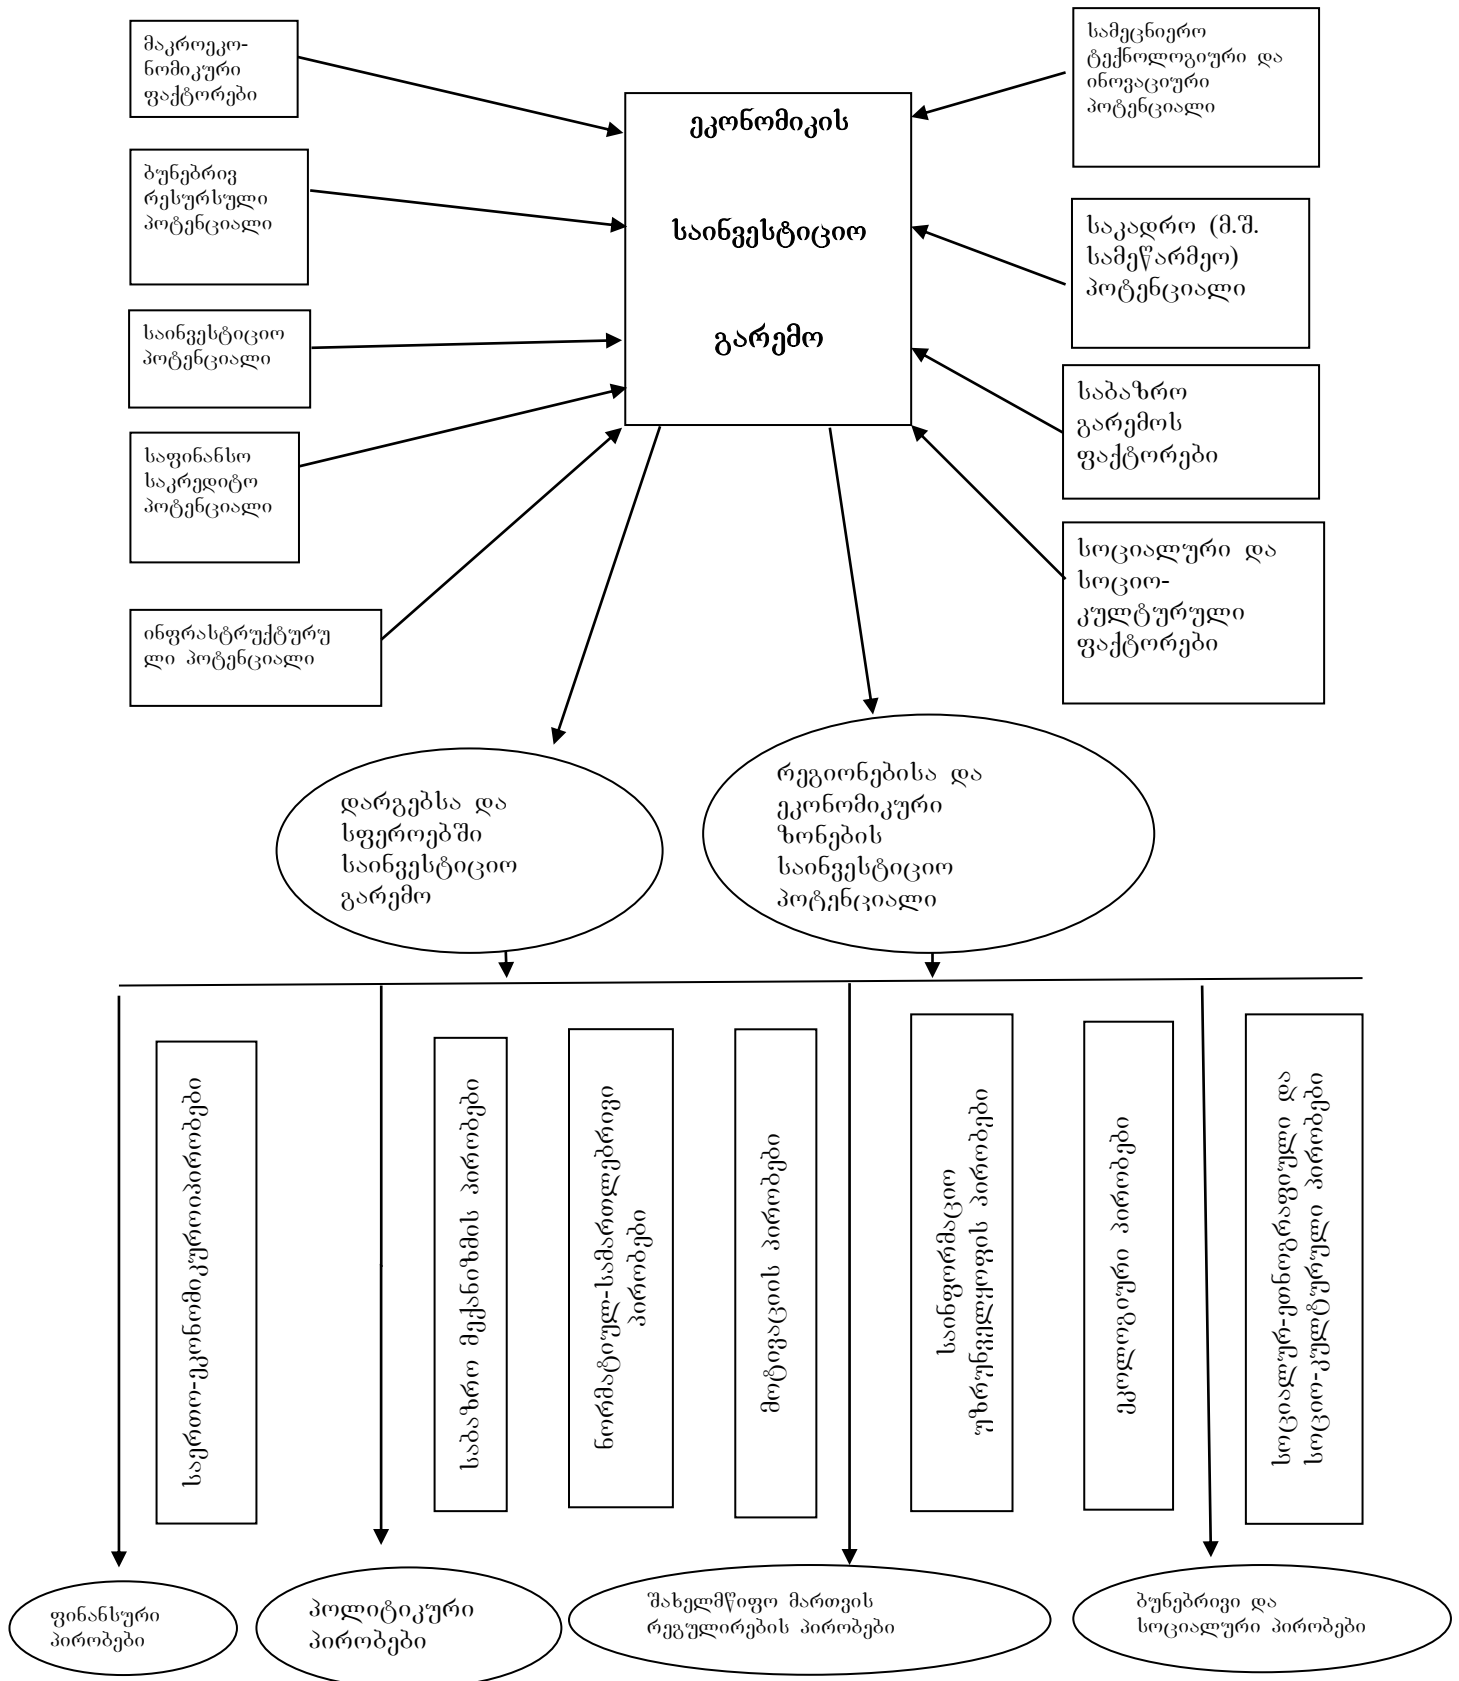 მაკროეკო-
ნომიკური
ფაქტორები
ბუნებრივ
რესურსული
პოტენციალი
საინვესტიციო
პოტენციალი
საფინანსო
საკრედიტო
პოტენციალი
ინფრასტრუქტურუ
ლი პოტენციალი
ეკონომიკის
საინვესტიციო
გარემო
სამეცნიერო
ტექნოლოგიური და
ინოვაციური
პოტენციალი
საკადრო (მ.შ.
სამეწარმეო)
პოტენციალი
საბაზრო
გარემოს
ფაქტორები
სოციალური და
სოციო-
კულტურული
ფაქტორები
დარგებსა და
სფეროებში
საინვესტიციო
გარემო
რეგიონებისა და
ეკონომიკური
ზონების
საინვესტიციო
პოტენციალი
საერთო-ეკონომიკუროიპირობები
საბაზრო მექანიზმის პირობები
ნორმატიულ-სამართლებრივი
პირობები
მოტივაციის პირობები
საინფორმაციო
უზრუნველყოფის პირობები
ეკოლოგიური პირობები
სოციალურ-ეთნოგრაფიული და
სოციო-კულტურული პირობები
ფინანსური
პირობები
პოლიტიკური
პირობები
შახელმწიფო მართვის
რეგულირების პირობები
ბუნებრივი და
სოციალური პირობები